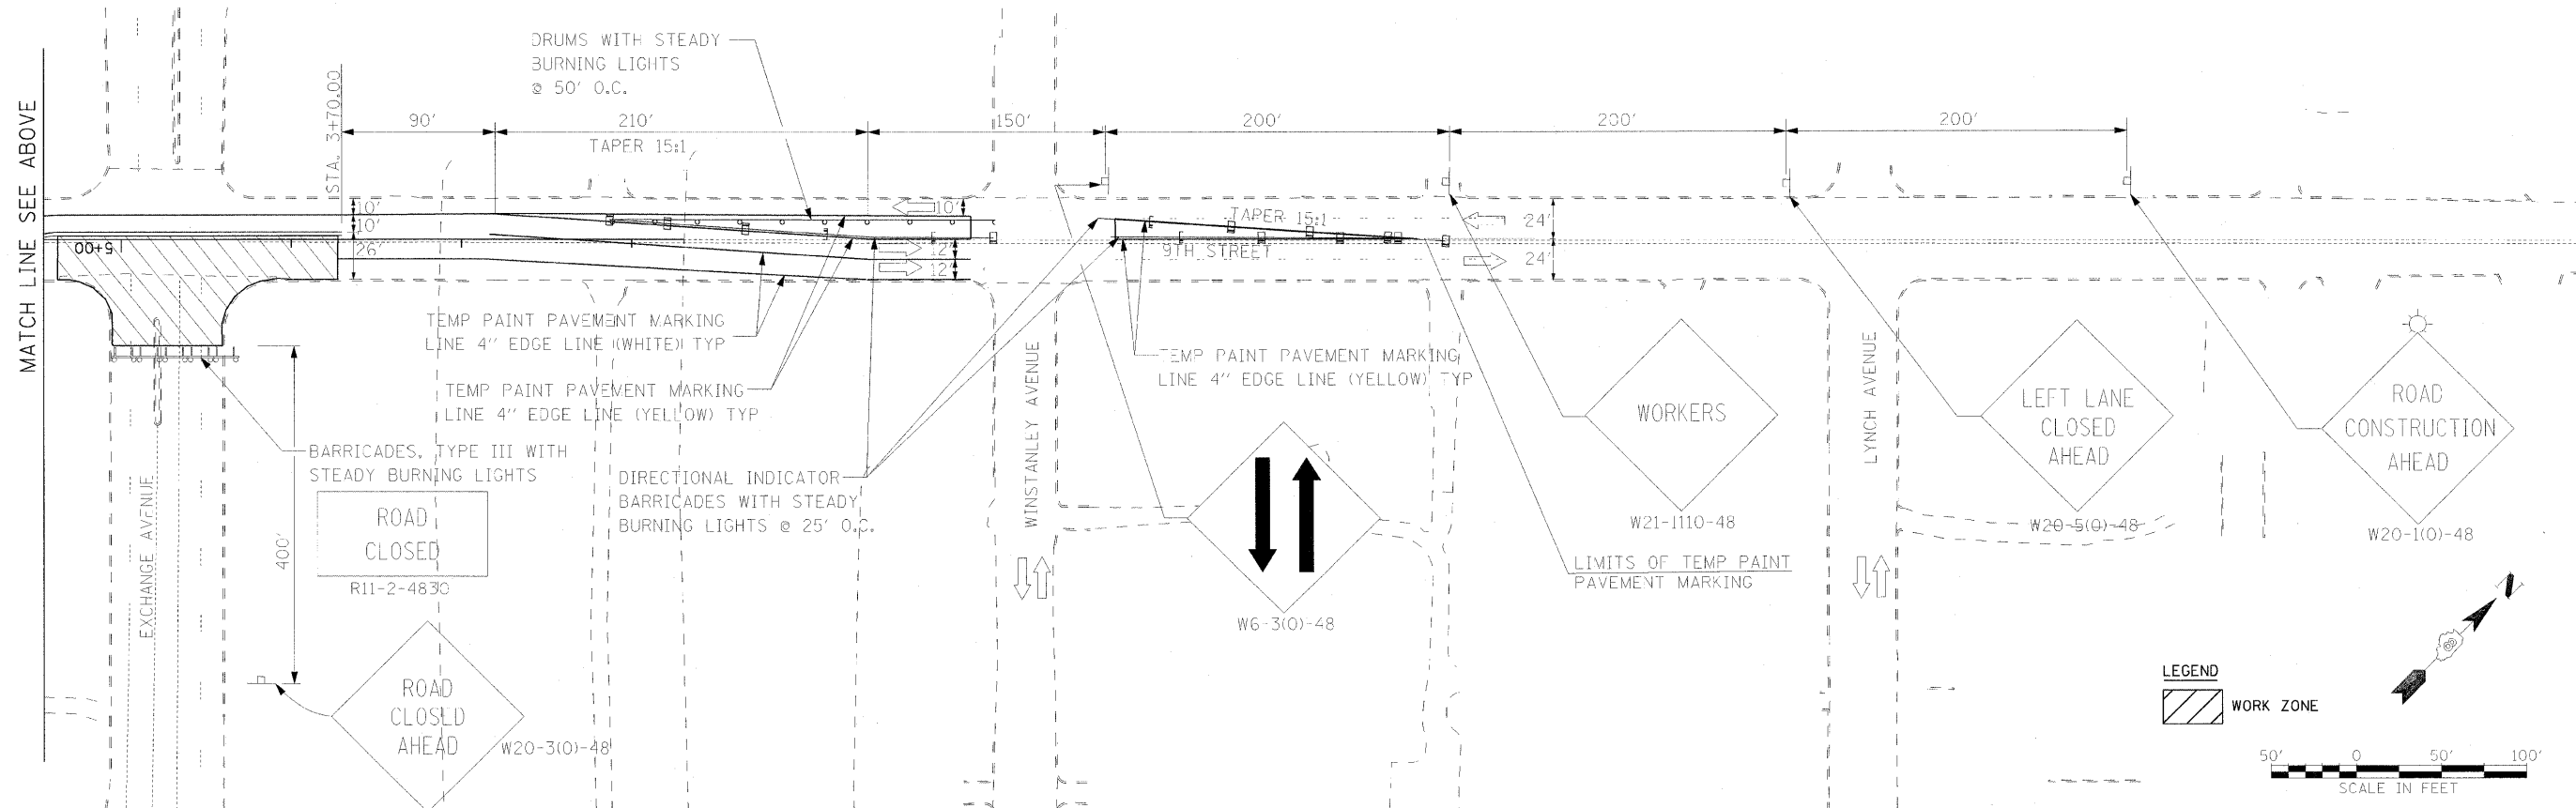 MATCH LINE SEE ABOVE
STA. 3+70.00
DRUMS WITH STEADY
BURNING LIGHTS
@ 50' O.C.
90'
210'
150'
200'
200'
200'
TAPER 15:1
10'
10'
26'
10'
12'
12'
TAPER 15:1
9TH STREET
24'
24'
5+00
TEMP PAINT PAVEMENT MARKING
LINE 4" EDGE LINE (WHITE) TYP
TEMP PAINT PAVEMENT MARKING
LINE 4" EDGE LINE (YELLOW) TYP
TEMP PAINT PAVEMENT MARKING
LINE 4" EDGE LINE (YELLOW) TYP
BARRICADES, TYPE III WITH
STEADY BURNING LIGHTS
DIRECTIONAL INDICATOR
BARRICADES WITH STEADY
BURNING LIGHTS @ 25' O.C.
EXCHANGE AVENUE
400'
ROAD
CLOSED
R11-2-4830
ROAD
CLOSED
AHEAD
W20-3(O)-48
WINSTANLEY AVENUE
W6-3(O)-48
WORKERS
W21-1110-48
LIMITS OF TEMP PAINT
PAVEMENT MARKING
LYNCH AVENUE
LEFT LANE
CLOSED
AHEAD
W20-5(O)-48
ROAD
CONSTRUCTION
AHEAD
W20-1(O)-48
N
LEGEND
WORK ZONE
50'
0
50'
100'
SCALE IN FEET